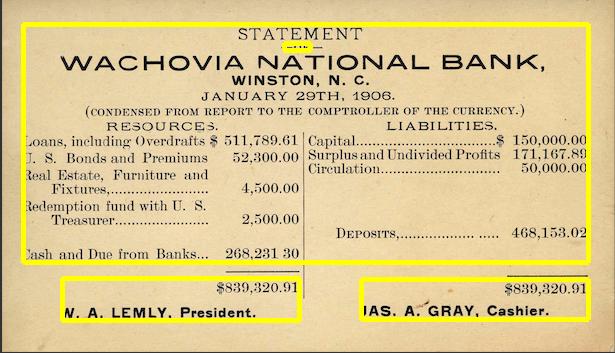 STATEMENT
WACHOVIA NATIONAL BANK,
WINSTON, N. C.
JANUARY 29TH, 1906.
(CONDENSED FROM REPORT TO THE COMPTROLLER OF THE CURRENCY.)
RESOURCES.
Loans, including Overdrafts $ 511,789.61
U. S. Bonds and Premiums 52,300.00
Real Estate, Furniture and
Fixtures,.................. 4,500.00
Redemption fund with U. S.
Treasurer.................. 2,500.00
Cash and Due from Banks... 268,231 30
$839,320.91
W. A. LEMLY. President.
LIABILITIES.
Capital...........................$ 150,000.00
Surplus and Undivided Profits 171,167.89
Circulation....................... 50,000.00
DEPOSITS,.................. ..... 468,153.02
$839,320.91
JAS. A. GRAY, Cashier.